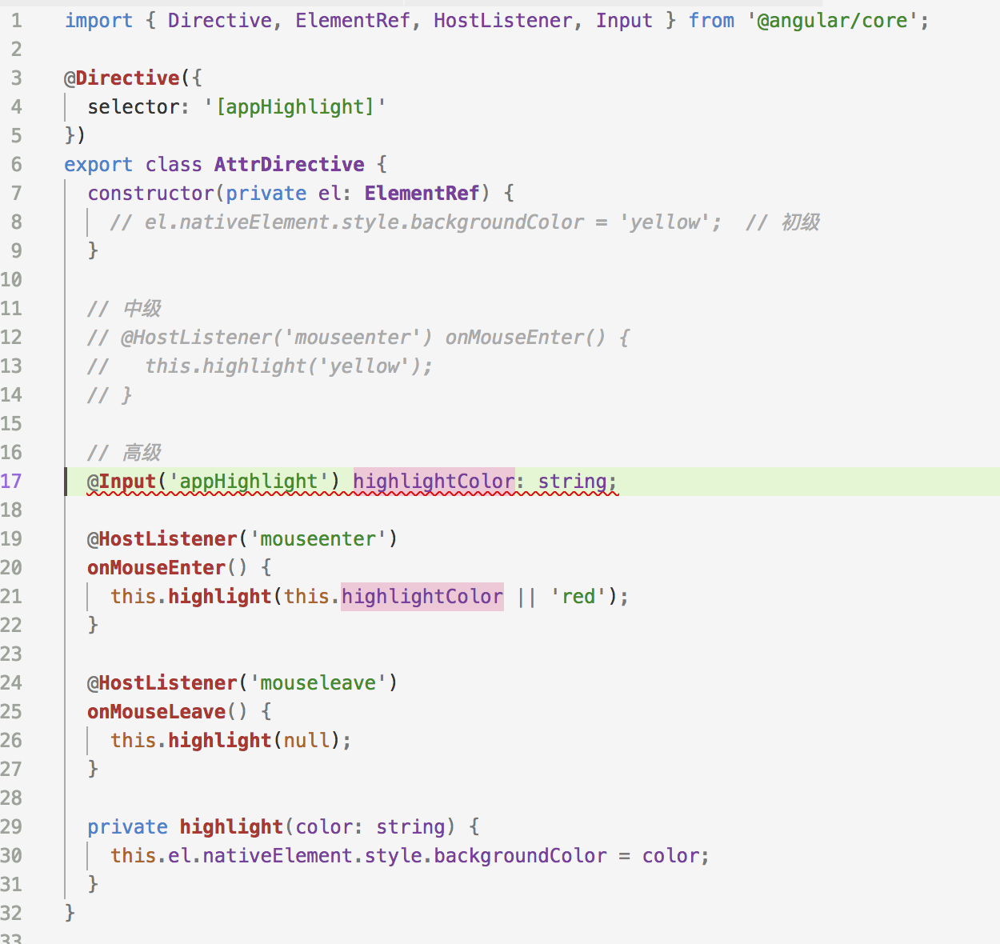 1 import { Directive, ElementRef, HostListener, Input } from '@angular/core';
2
3 @Directive({
4   selector: '[appHighlight]'
5 })
6 export class AttrDirective {
7   constructor(private el: ElementRef) {
8     // el.nativeElement.style.backgroundColor = 'yellow';  // 初级
9   }
10
11   // 中级
12   // @HostListener('mouseenter') onMouseEnter() {
13   //   this.highlight('yellow');
14   // }
15
16   // 高级
17   @Input('appHighlight') highlightColor: string;
18
19   @HostListener('mouseenter')
20   onMouseEnter() {
21     this.highlight(this.highlightColor || 'red');
22   }
23
24   @HostListener('mouseleave')
25   onMouseLeave() {
26     this.highlight(null);
27   }
28
29   private highlight(color: string) {
30     this.el.nativeElement.style.backgroundColor = color;
31   }
32 }
33